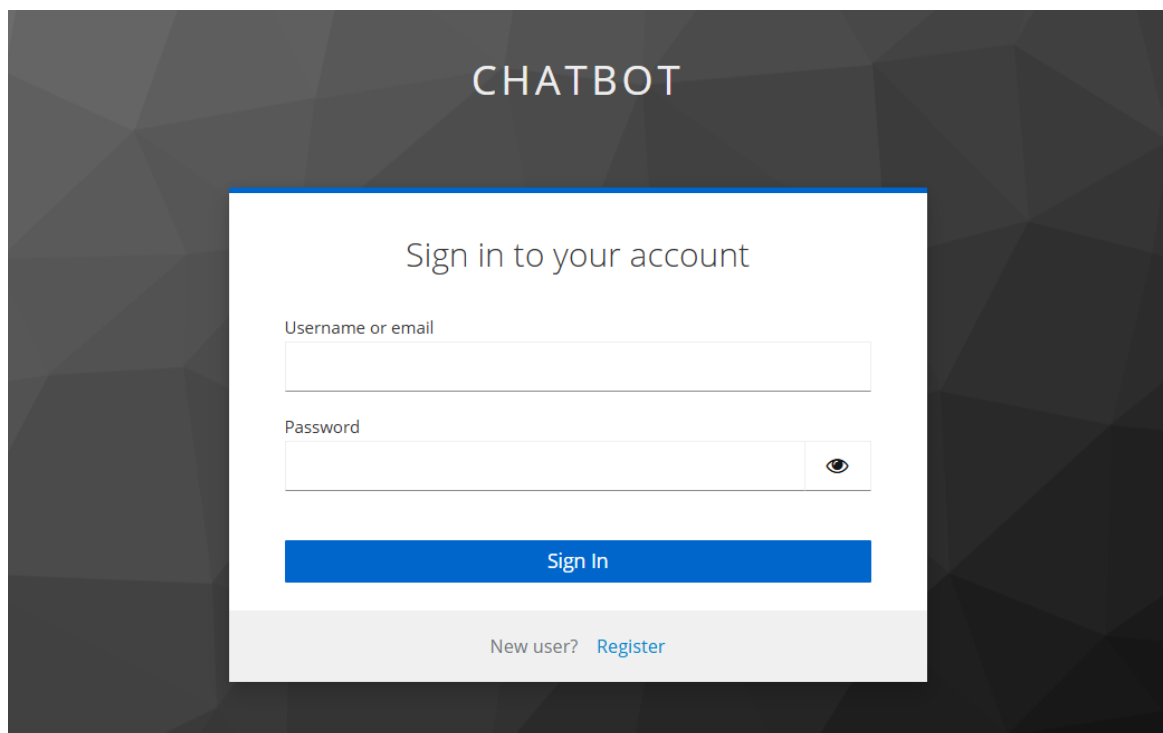 CHATBOT
Sign in to your account
Username or email
Password
Sign In
New user? Register